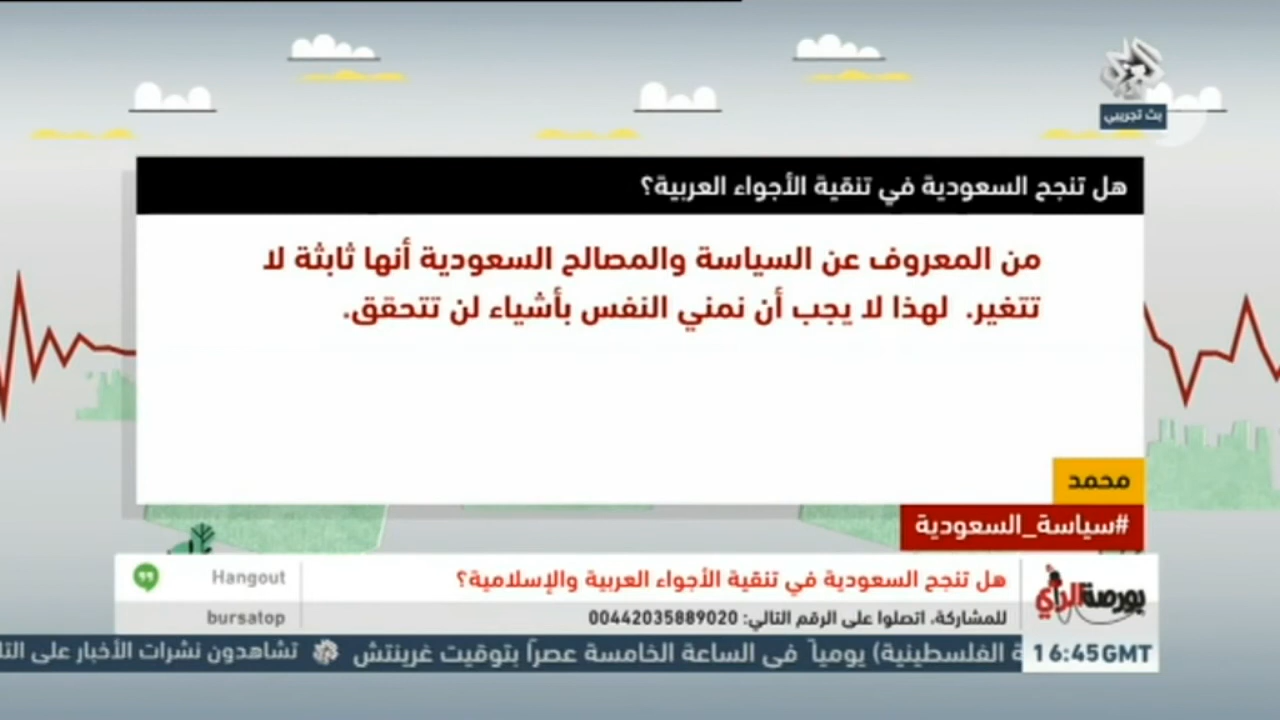 بث تجريبي
هل تنجح السعودية في تنقية الأجواء العربية؟
من المعروف عن السياسة والمصالح السعودية أنها ثابثة لا
تتغير. لهذا لا يجب أن نمني النفس بأشياء لن تتحقق.
محمد
#سياسة_السعودية
بورصة الرأي
هل تنجح السعودية في تنقية الأجواء العربية والإسلامية؟
Hangout
للمشاركة، اتصلوا على الرقم التالي: 00442035889020
bursatop
16:45GMT
الفلسطينية) يومياً في الساعة الخامسة عصراً بتوقيت غرينتش تشاهدون نشرات الأخبار على